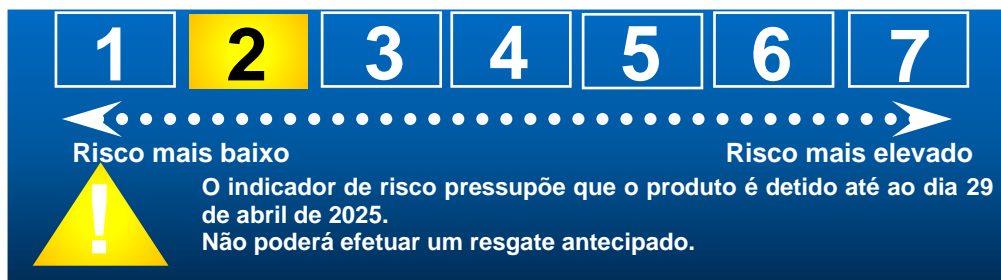 1 2 3 4 5 6 7
Risco mais baixo Risco mais elevado
O indicador de risco pressupõe que o produto é detido até ao dia 29
de abril de 2025.
Não poderá efetuar um resgate antecipado.
!